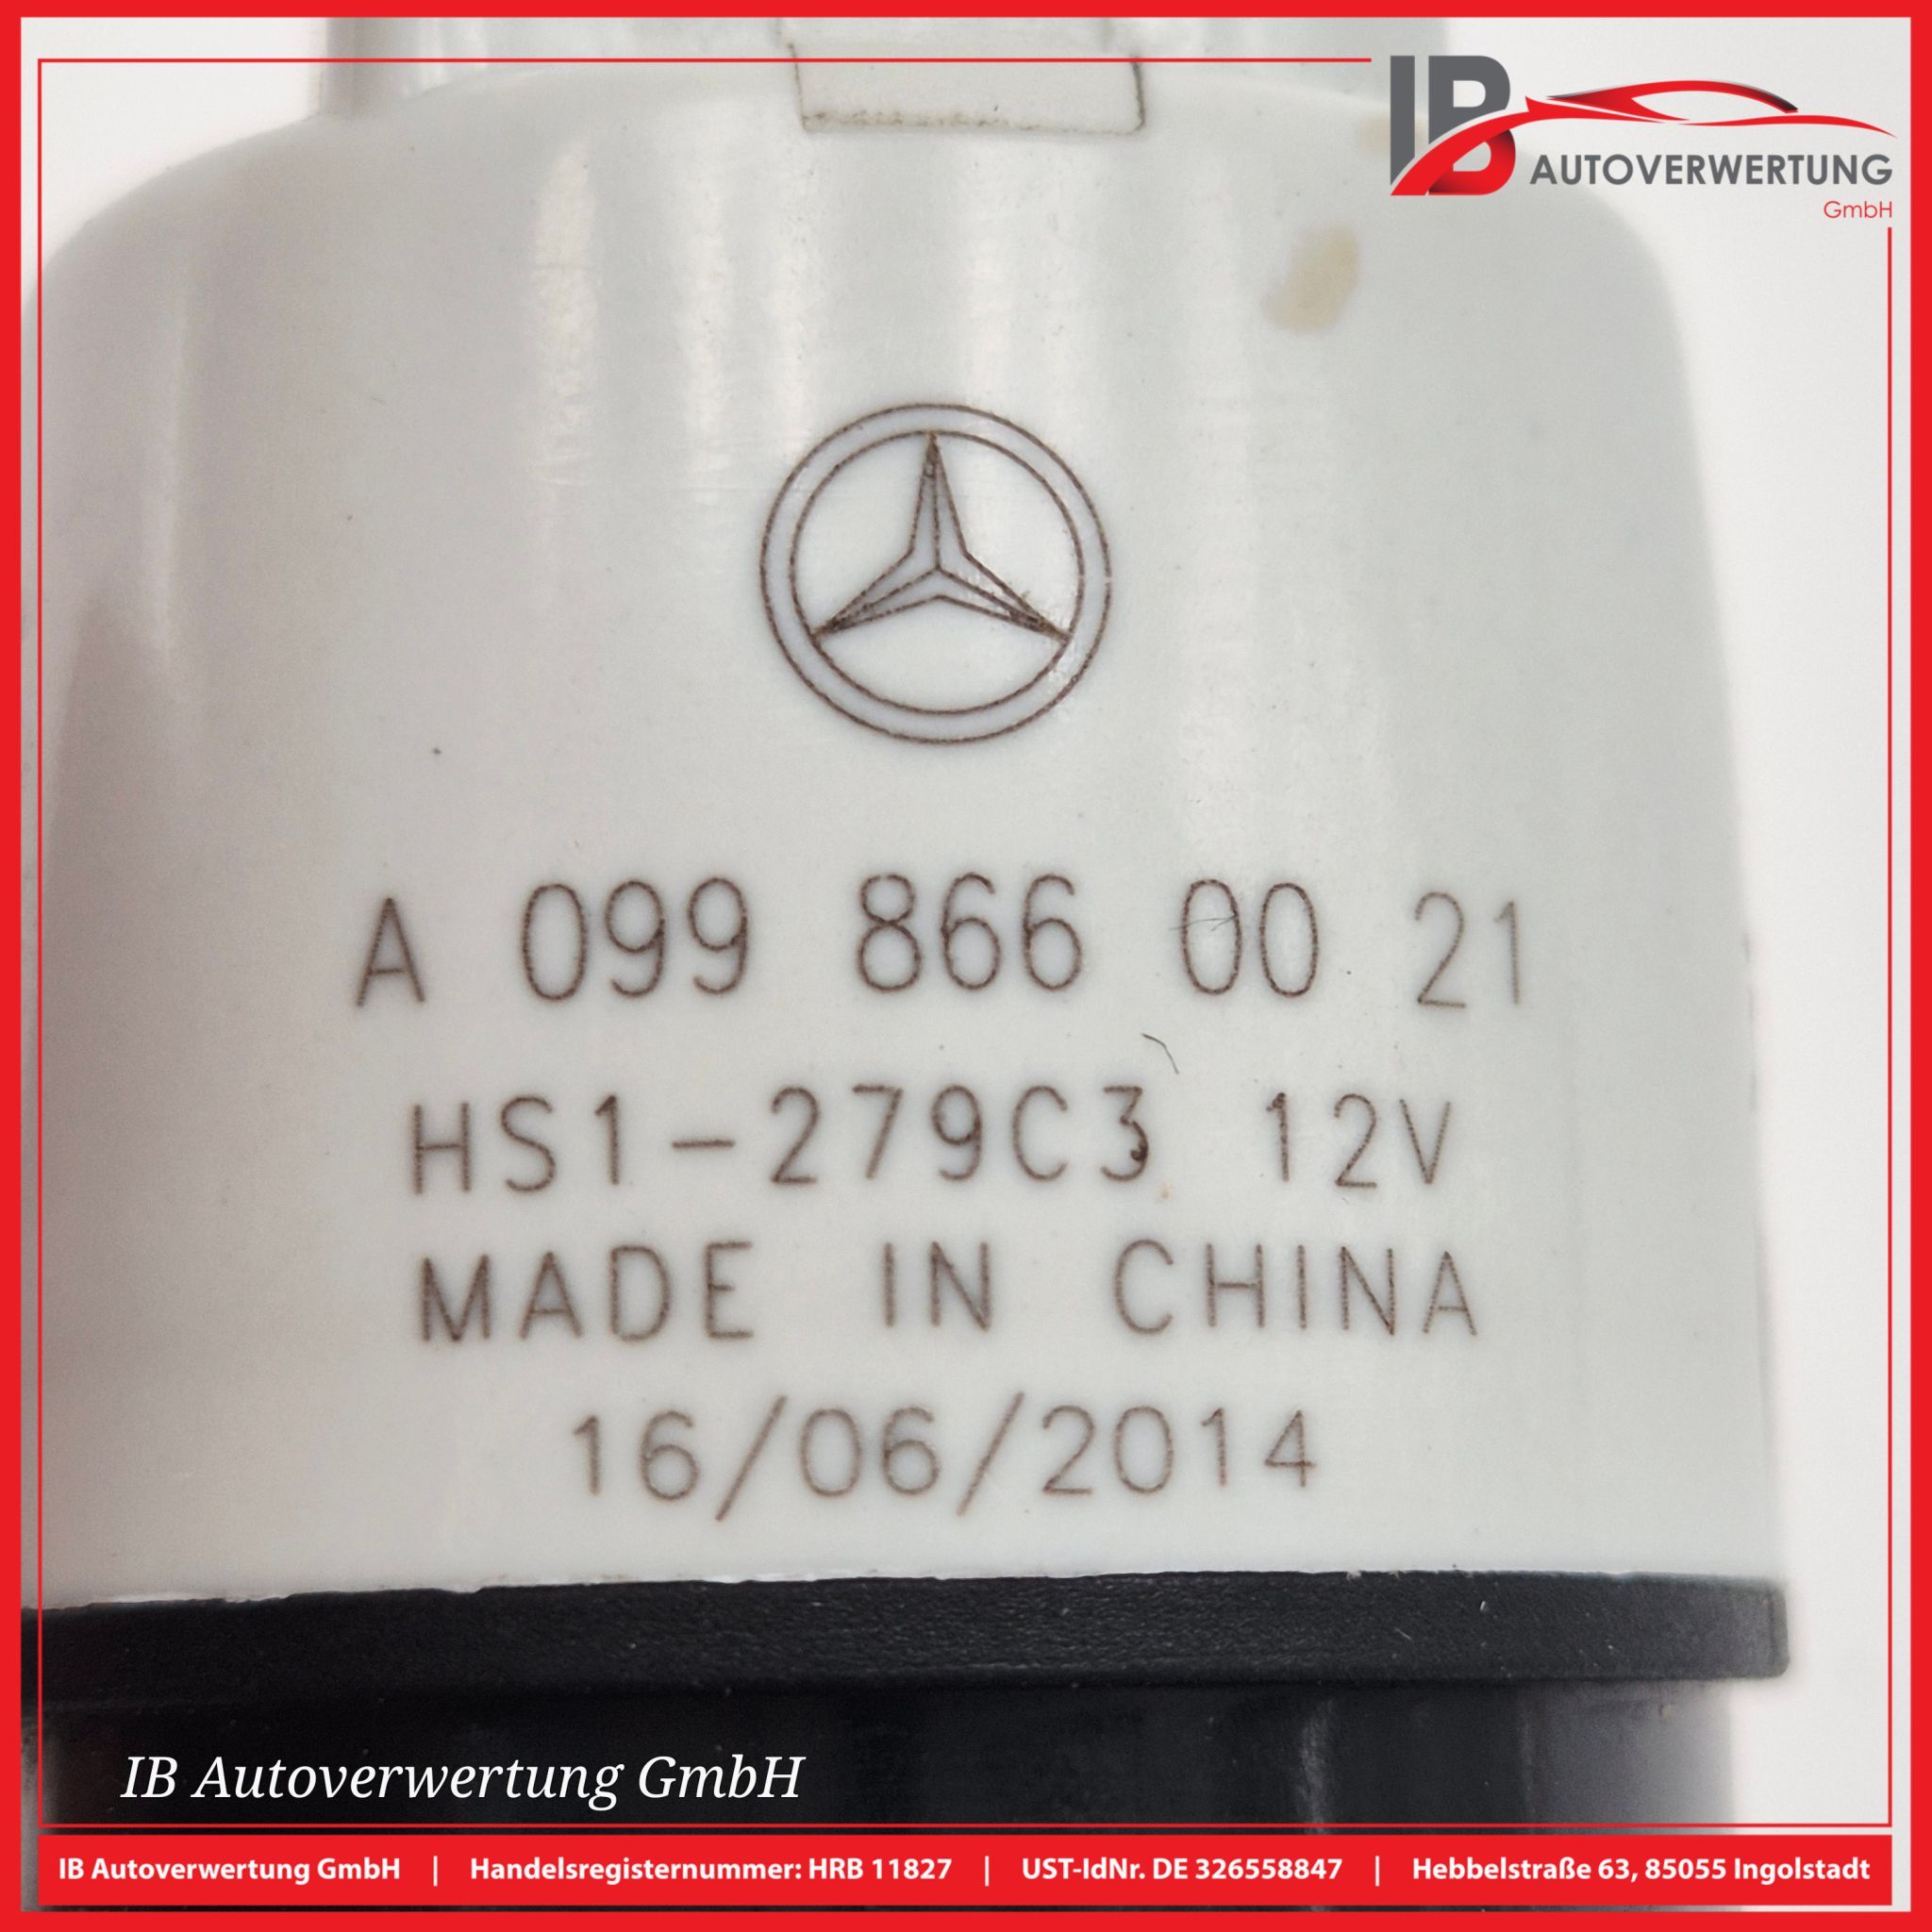 IB AUTOVERWERTUNG
GmbH
A 099 866 00 21
HS1-279C3 12V
MADE IN CHINA
16/06/2014
IB Autoverwertung GmbH
IB Autoverwertung GmbH | Handelsregisternummer: HRB 11827 | UST-IdNr. DE 326558847 | Hebbelstraße 63, 85055 Ingolstadt